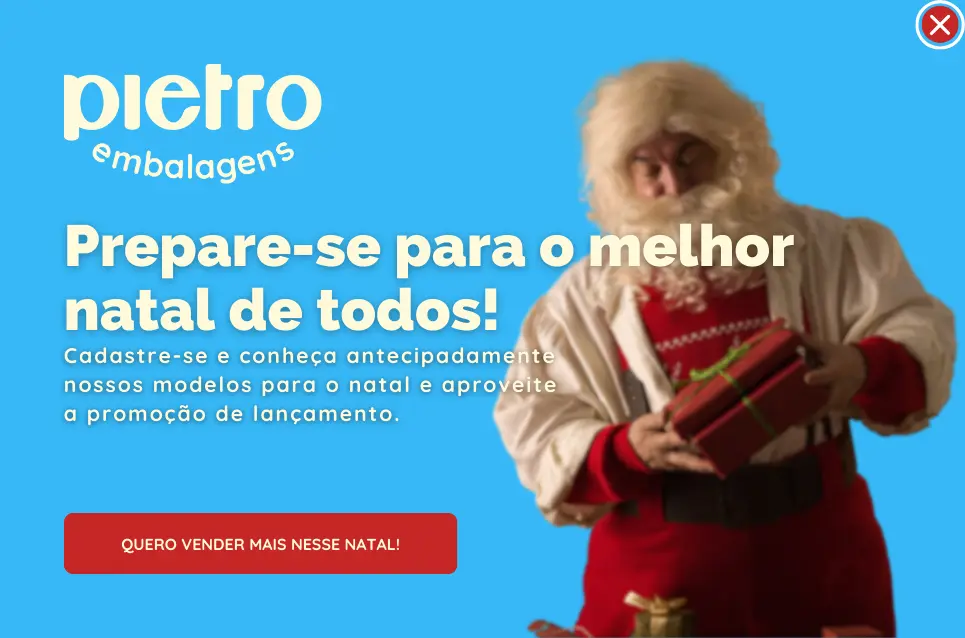 pietro
embalagens
Prepare-se para o melhor
natal de todos!
Cadastre-se e conheça antecipadamente
nossos modelos para o natal e aproveite
a promoção de lançamento.
QUERO VENDER MAIS NESSE NATAL!